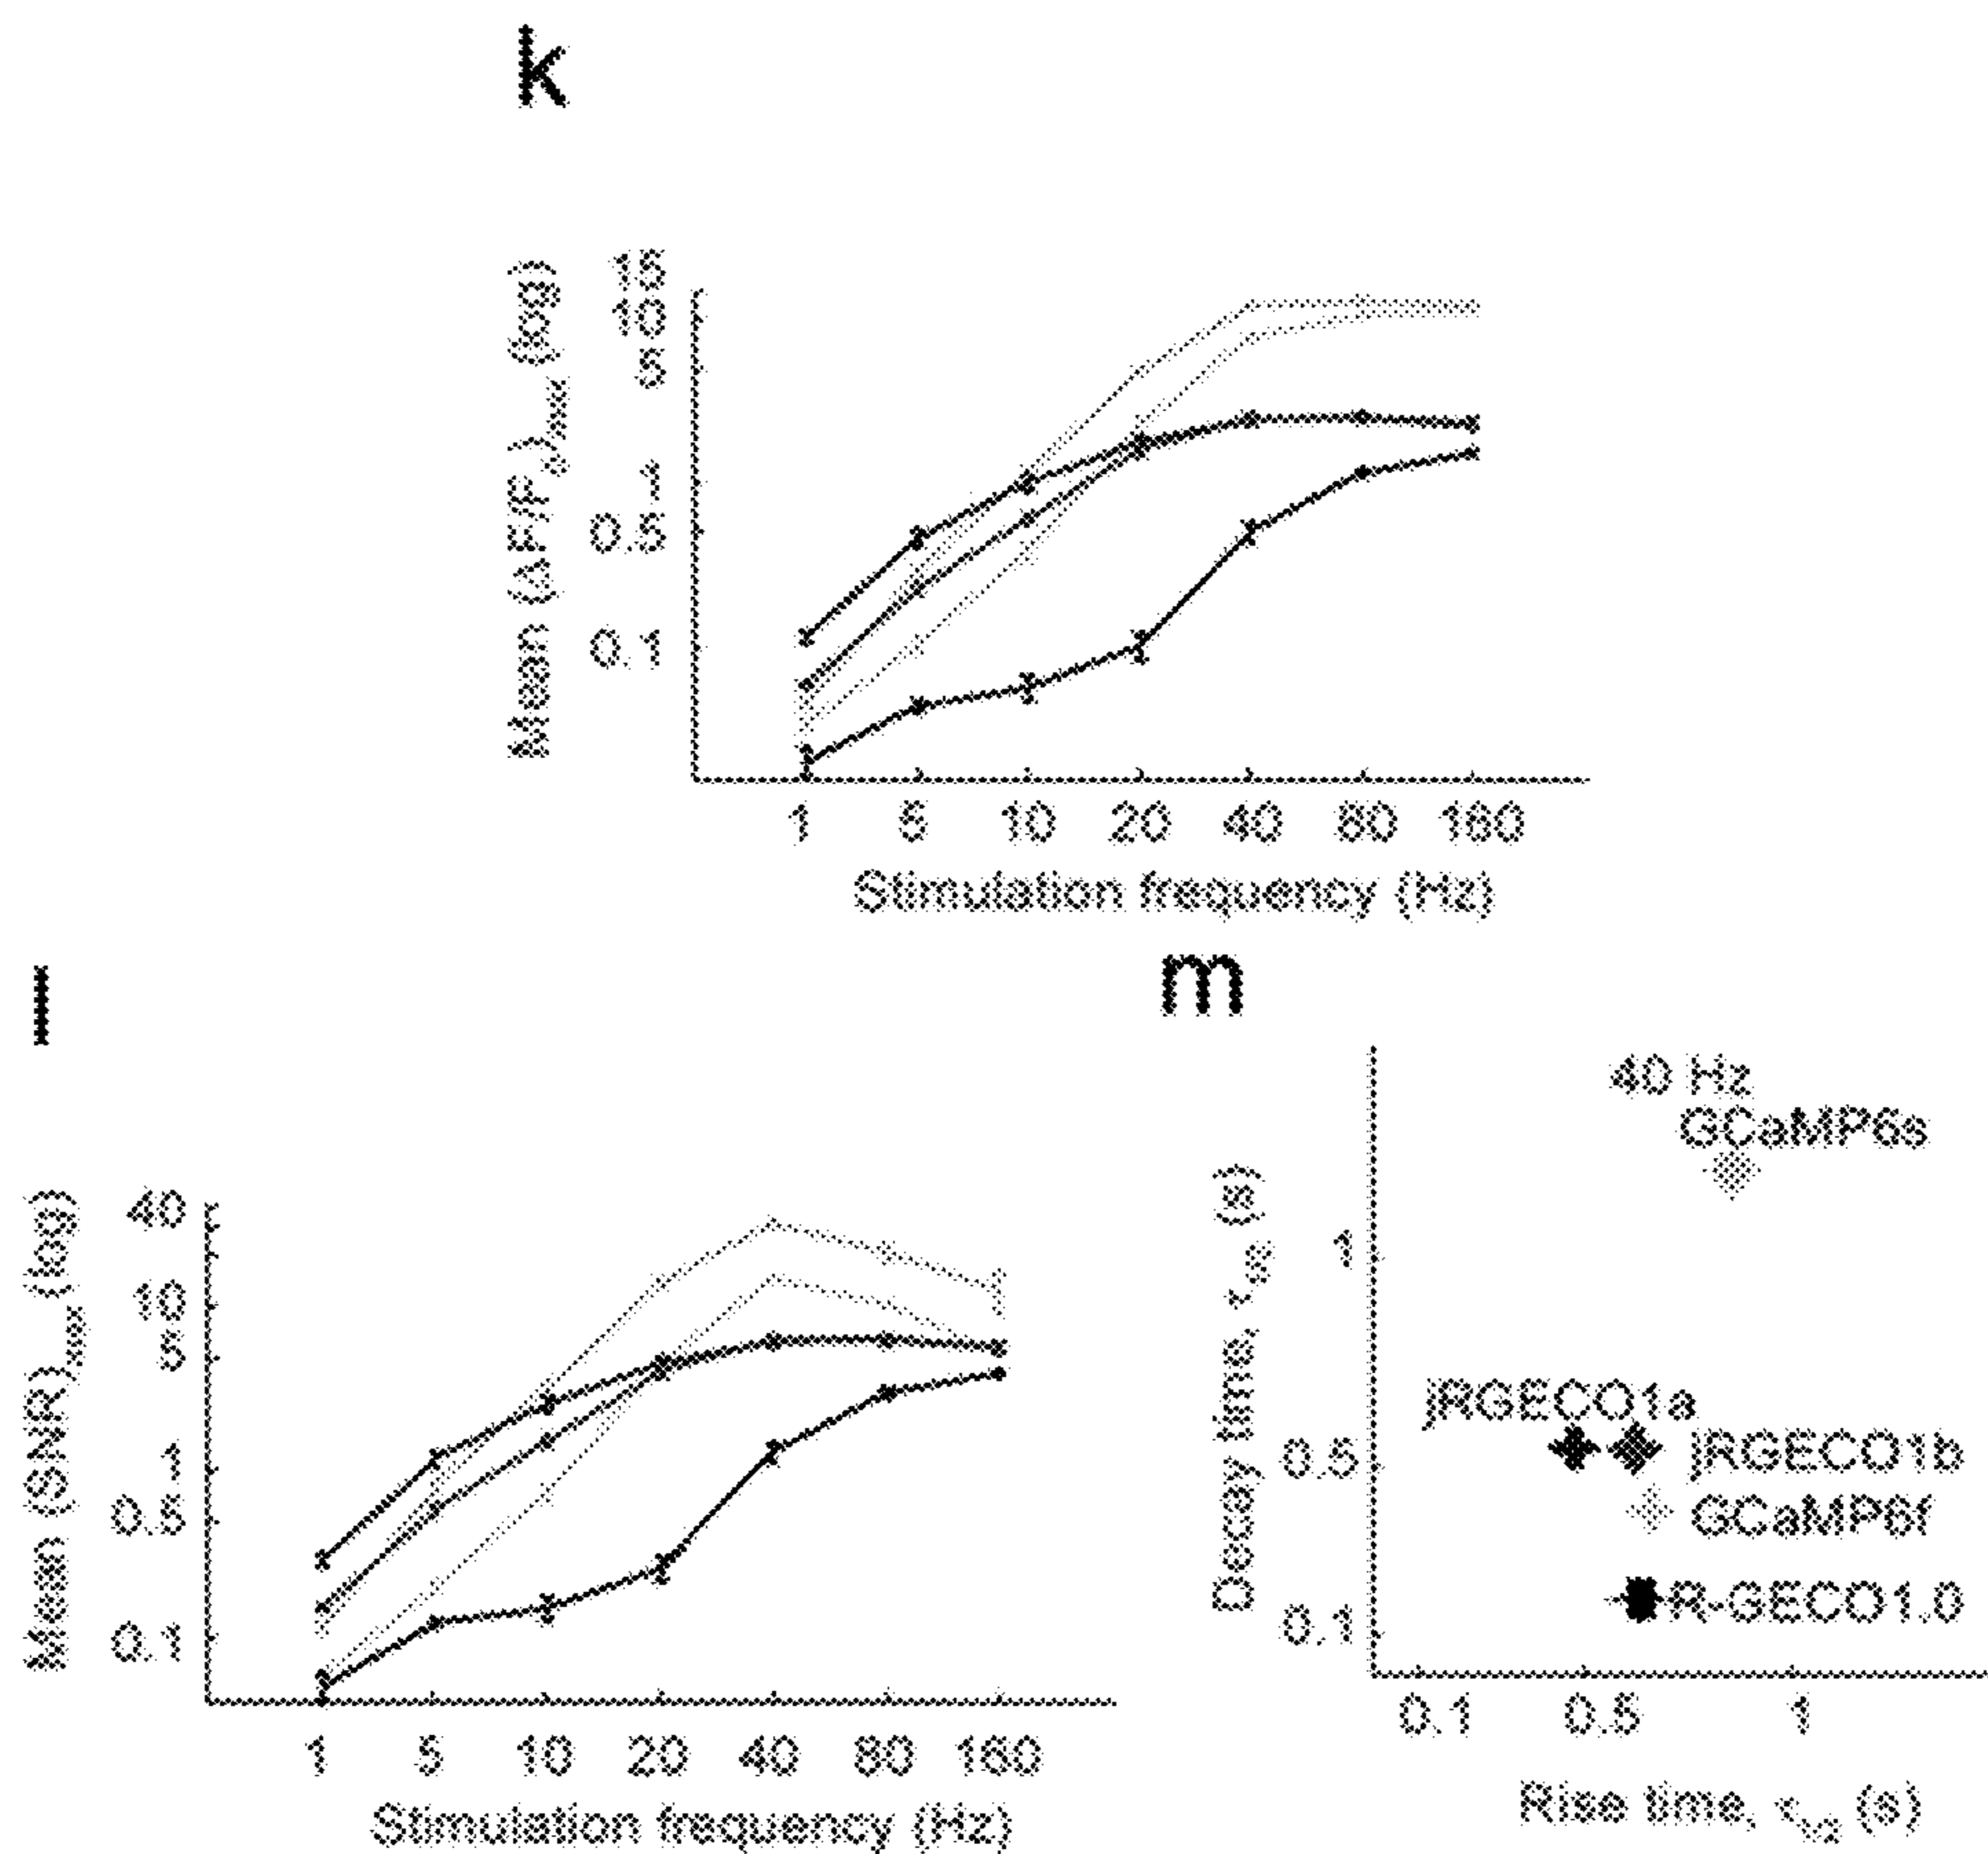 k
Mean (ΔF/F₀)ₘₐₓ (log)
15
10
5
1
0.5
0.1
1 5 10 20 40 80 160
Stimulation frequency (Hz)
l
Mean (SNR) (log)
40
10
5
1
0.5
0.1
1 5 10 20 40 80 160
Stimulation frequency (Hz)
m
40 Hz
GCaMP6s
Decay time, (s)
1
0.5
0.1
jRGECO1a
jRGECO1b
GCaMP6f
R-GECO1.0
0.1 0.5 1
Rise time, τ₁/₂ (s)